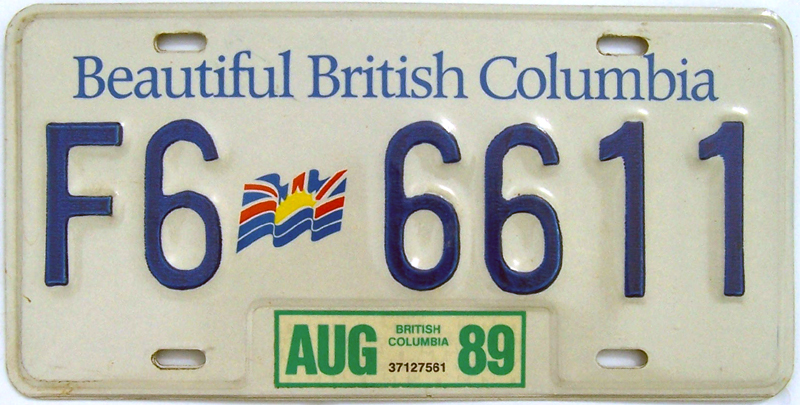 Beautiful British Columbia
F6 6611
AUG BRITISH COLUMBIA 37127561 89